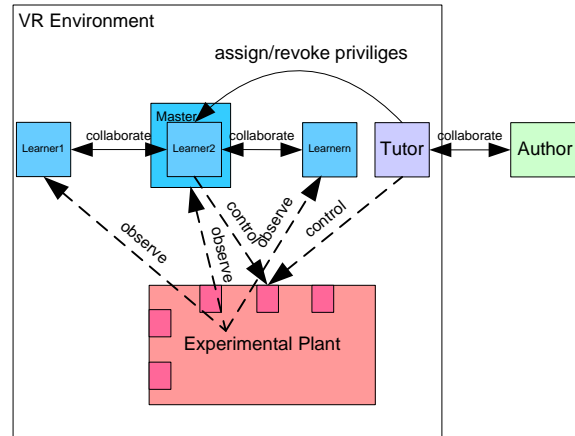 VR Environment
assign/revoke priviliges
Master
Learner1
collaborate
Learner2
collaborate
Learnern
Tutor
collaborate
Author
observe
observe
control
observe
control
Experimental Plant